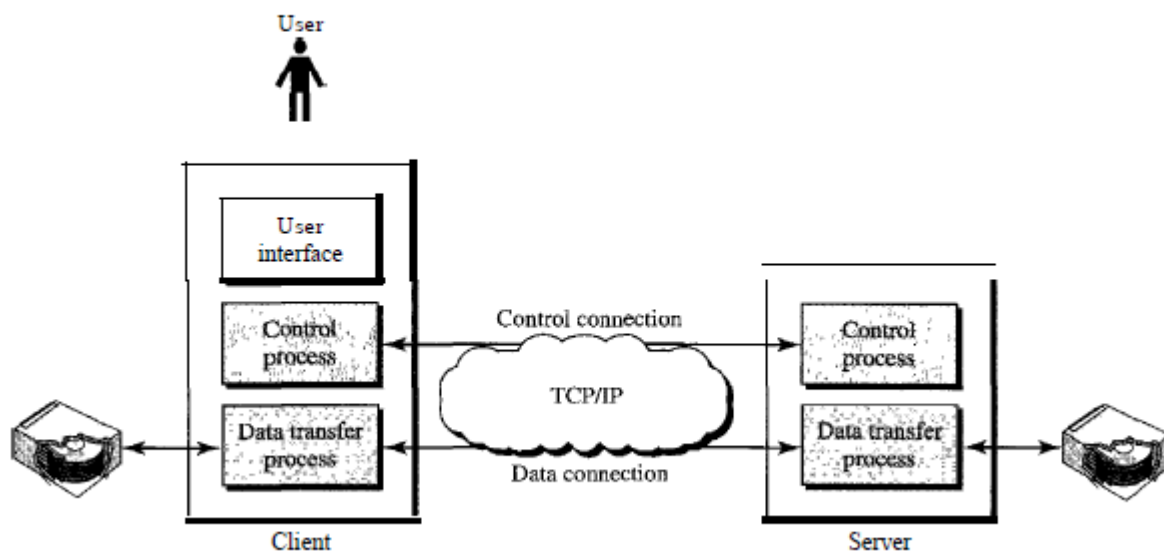 User
User
interface
Control
process
Control connection
Control
process
TCP/IP
Data transfer
process
Data connection
Data transfer
process
Client
Server